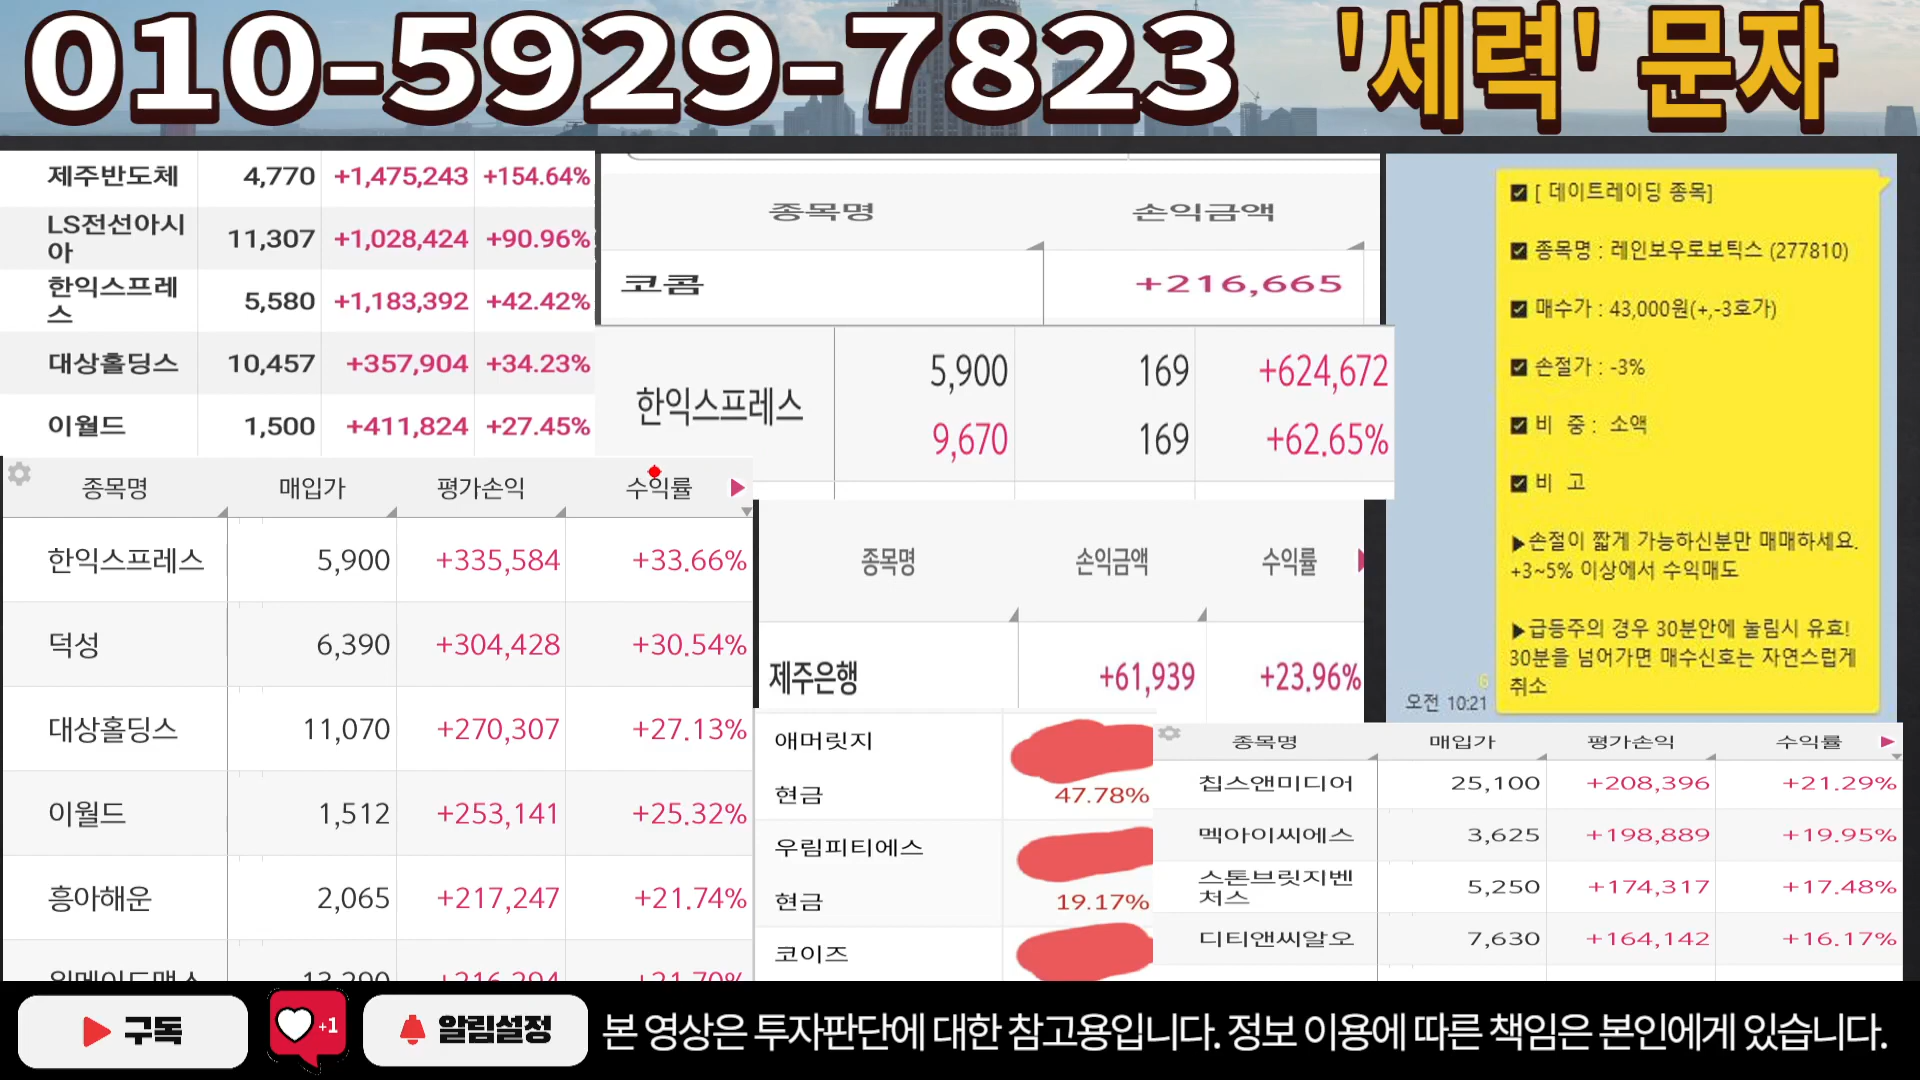 010-5929-7823 '세력' 문자
제주반도체 4,770 +1,475,243 +154.64%
LS전선아시아 11,307 +1,028,424 +90.96%
한익스프레스 5,580 +1,183,392 +42.42%
대상홀딩스 10,457 +357,904 +34.23%
이월드 1,500 +411,824 +27.45%
종목명 손익금액
코콤 +216,665
한익스프레스 5,900 169 +624,672
9,670 169 +62.65%
☑ [ 데이트레이딩 종목]
☑ 종목명 : 레인보우로보틱스 (277810)
☑ 매수가 : 43,000원(+,-3호가)
☑ 손절가 : -3%
☑ 비 중 : 소액
☑ 비 고
▶손절이 짧게 가능하신분만 매매하세요.
+3~5% 이상에서 수익매도
▶급등주의 경우 30분안에 눌림시 유효!
30분을 넘어가면 매수신호는 자연스럽게
취소
6
오전 10:21
종목명 매입가 평가손익 수익률
한익스프레스 5,900 +335,584 +33.66%
덕성 6,390 +304,428 +30.54%
대상홀딩스 11,070 +270,307 +27.13%
이월드 1,512 +253,141 +25.32%
흥아해운 2,065 +217,247 +21.74%
종목명 손익금액 수익률
제주은행 +61,939 +23.96%
애머릿지
현금 47.78%
우림피티에스
현금 19.17%
코이즈
종목명 매입가 평가손익 수익률
칩스앤미디어 25,100 +208,396 +21.29%
멕아이씨에스 3,625 +198,889 +19.95%
스톤브릿지벤처스 5,250 +174,317 +17.48%
디티앤씨알오 7,630 +164,142 +16.17%
구독 +1 알림설정 본 영상은 투자판단에 대한 참고용입니다. 정보 이용에 따른 책임은 본인에게 있습니다.